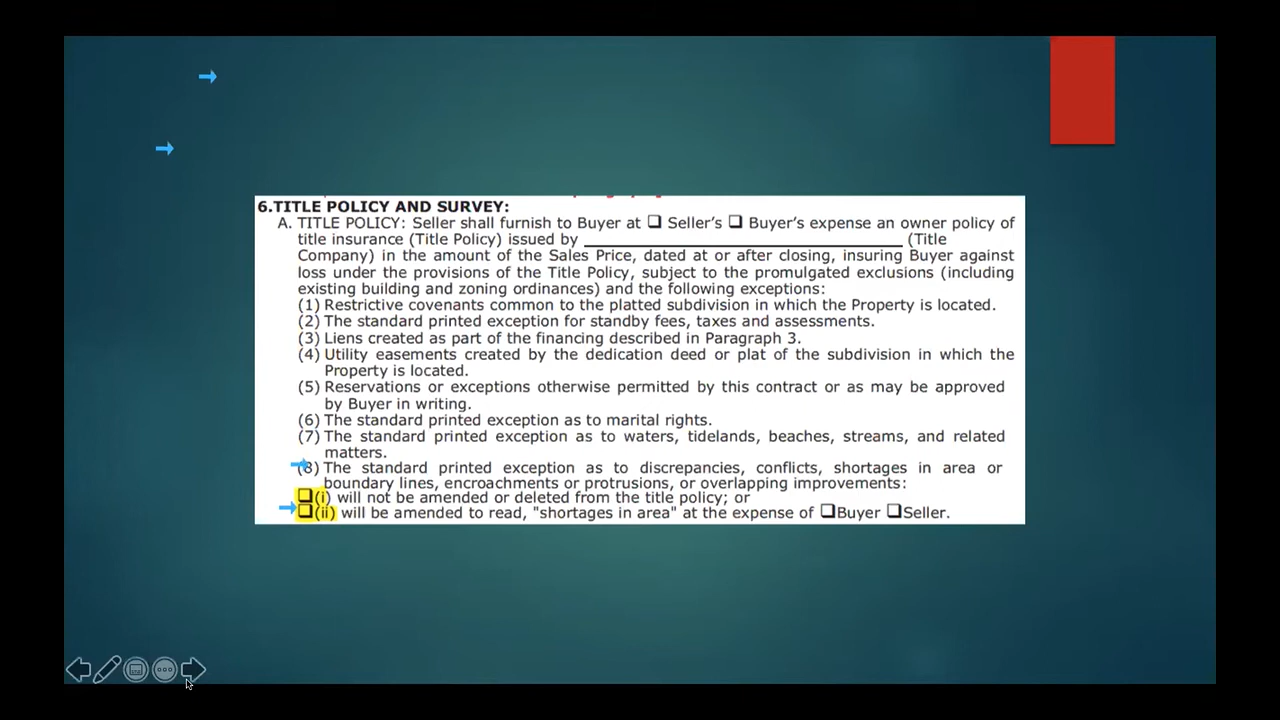 6.TITLE POLICY AND SURVEY:
A. TITLE POLICY: Seller shall furnish to Buyer at ❑ Seller's ❑ Buyer's expense an owner policy of
title insurance (Title Policy) issued by ______________________________ (Title
Company) in the amount of the Sales Price, dated at or after closing, insuring Buyer against
loss under the provisions of the Title Policy, subject to the promulgated exclusions (including
existing building and zoning ordinances) and the following exceptions:
(1) Restrictive covenants common to the platted subdivision in which the Property is located.
(2) The standard printed exception for standby fees, taxes and assessments.
(3) Liens created as part of the financing described in Paragraph 3.
(4) Utility easements created by the dedication deed or plat of the subdivision in which the
Property is located.
(5) Reservations or exceptions otherwise permitted by this contract or as may be approved
by Buyer in writing.
(6) The standard printed exception as to marital rights.
(7) The standard printed exception as to waters, tidelands, beaches, streams, and related
matters.
(8) The standard printed exception as to discrepancies, conflicts, shortages in area or
boundary lines, encroachments or protrusions, or overlapping improvements:
❑(i) will not be amended or deleted from the title policy; or
❑(ii) will be amended to read, "shortages in area" at the expense of ❑Buyer ❑Seller.